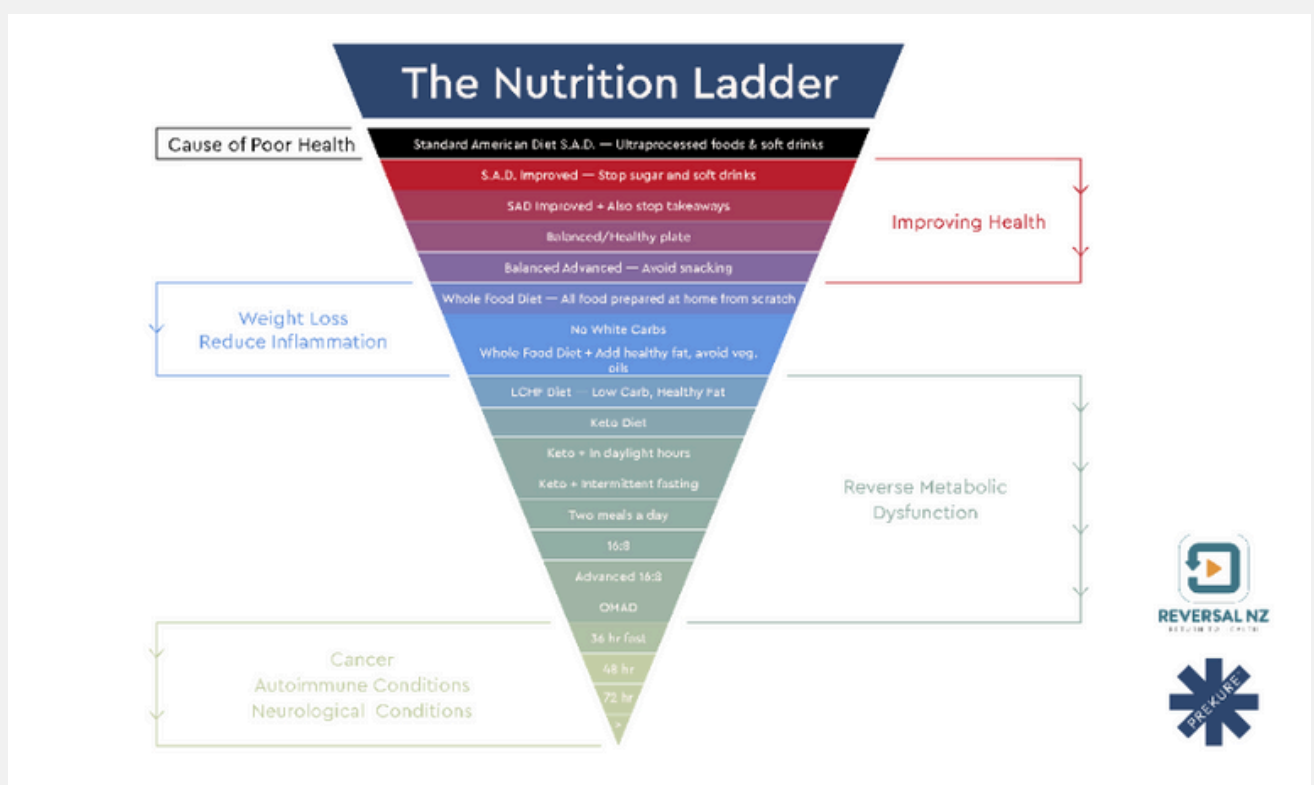 The Nutrition Ladder
Cause of Poor Health
Standard American Diet S.A.D. — Ultraprocessed foods & soft drinks
S.A.D. Improved — Stop sugar and soft drinks
SAD Improved + Also stop takeaways
Balanced/Healthy plate
Balanced Advanced — Avoid snacking
Improving Health
Whole Food Diet — All food prepared at home from scratch
No White Carbs
Whole Food Diet + Add healthy fat, avoid veg.
oils
Weight Loss
Reduce Inflammation
LCHF Diet — Low Carb, Healthy Fat
Keto Diet
Keto + In daylight hours
Keto + Intermittent fasting
Two meals a day
16:8
Advanced 16:8
OMAD
Reverse Metabolic
Dysfunction
36 hr fast
48 hr
72 hr
>
Cancer
Autoimmune Conditions
Neurological Conditions
REVERSAL NZ
RETURN TO HEALTH
PREKURE